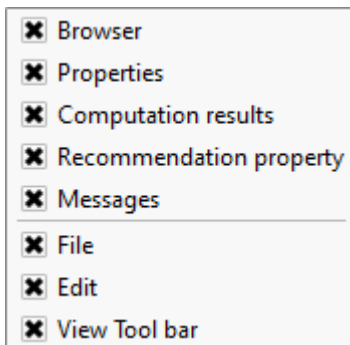 Browser
Properties
Computation results
Recommendation property
Messages
File
Edit
View Tool bar